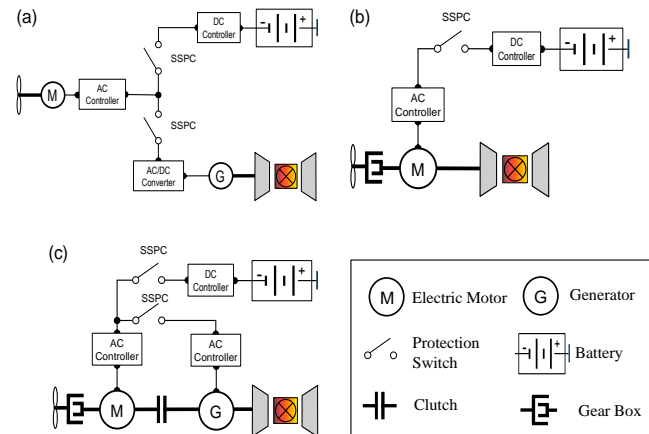 (a)
DC
Controller
- +
SSPC
M
AC
Controller
SSPC
AC/DC
Converter
G
(b)
SSPC
DC
Controller
- +
AC
Controller
M
(c)
SSPC
DC
Controller
- +
SSPC
AC
Controller
AC
Controller
M
G
M Electric Motor
G Generator
Protection
Switch
- + Battery
Clutch
Gear Box